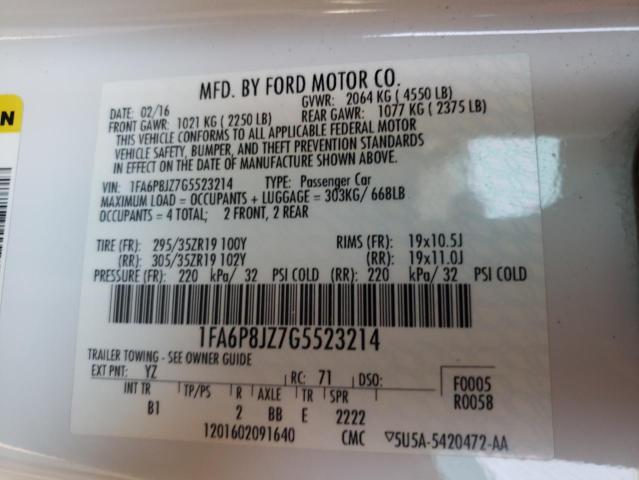 MFD. BY FORD MOTOR CO.
DATE: 02/16 GVWR: 2064 KG ( 4550 LB)
FRONT GAWR: 1021 KG ( 2250 LB) REAR GAWR: 1077 KG ( 2375 LB)
THIS VEHICLE CONFORMS TO ALL APPLICABLE FEDERAL MOTOR
VEHICLE SAFETY, BUMPER, AND THEFT PREVENTION STANDARDS
IN EFFECT ON THE DATE OF MANUFACTURE SHOWN ABOVE.
VIN: 1FA6P8JZ7G5523214 TYPE: Passenger Car
MAXIMUM LOAD = OCCUPANTS + LUGGAGE = 303KG/ 668LB
OCCUPANTS = 4 TOTAL; 2 FRONT, 2 REAR
TIRE (FR): 295/35ZR19 100Y RIMS (FR): 19x10.5J
(RR): 305/35ZR19 102Y (RR): 19x11.0J
PRESSURE (FR): 220 kPa/ 32 PSI COLD (RR): 220 kPa/ 32 PSI COLD
1FA6P8JZ7G5523214
TRAILER TOWING - SEE OWNER GUIDE
EXT PNT: YZ RC: 71 DSO: F0005
INT TR TP/PS R AXLE TR SPR R0058
B1 2 BB E 2222
1201602091640 CMC ▽5U5A-5420472-AA